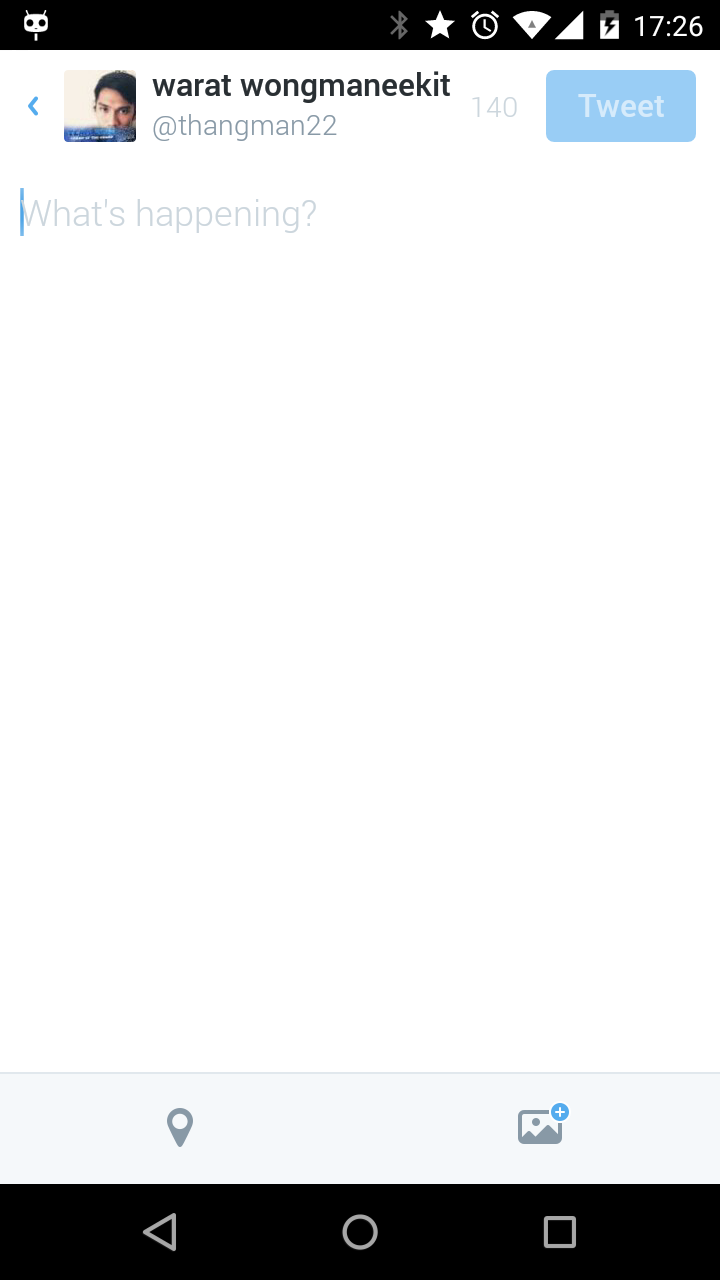 17:26
warat wongmaneekit
@thangman22
140
Tweet
What's happening?